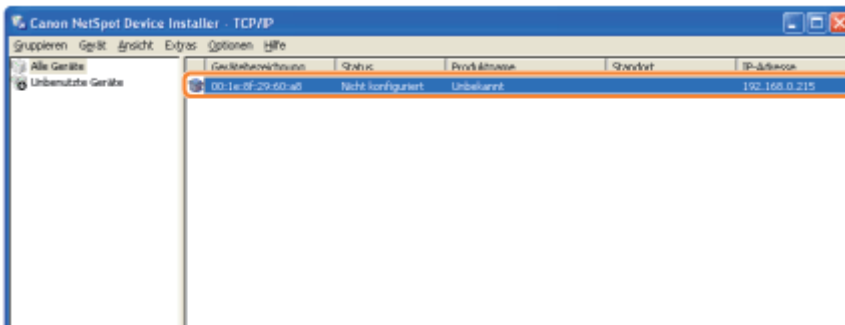 Canon NetSpot Device Installer - TCP/IP
Gruppieren Gerät Ansicht Extras Optionen Hilfe
Alle Geräte
Unbenutzte Geräte
Gerätebezeichnung Status Produktname Standort IP-Adresse
00:1e:8f:29:60:a8 Nicht konfiguriert Unbekannt 192.168.0.215